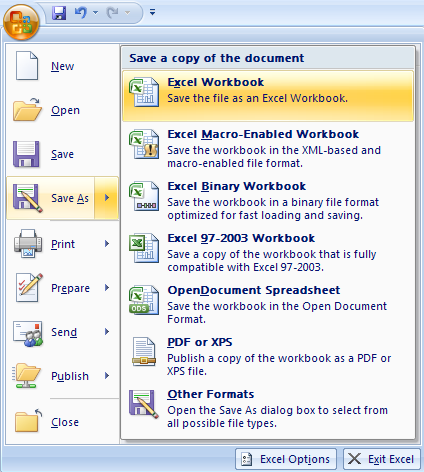 New
Open
Save
Save As
Print
Prepare
Send
Publish
Close
Save a copy of the document
Excel Workbook
Save the file as an Excel Workbook.
Excel Macro-Enabled Workbook
Save the workbook in the XML-based and
macro-enabled file format.
Excel Binary Workbook
Save the workbook in a binary file format
optimized for fast loading and saving.
Excel 97-2003 Workbook
Save a copy of the workbook that is fully
compatible with Excel 97-2003.
OpenDocument Spreadsheet
ODS
Save the workbook in the Open Document
Format.
PDF or XPS
Publish a copy of the workbook as a PDF or
XPS file.
Other Formats
Open the Save As dialog box to select from
all possible file types.
Excel Options
Exit Excel